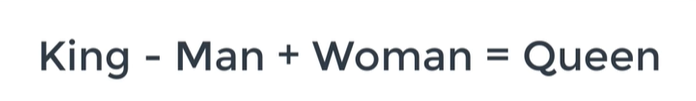 King - Man + Woman = Queen